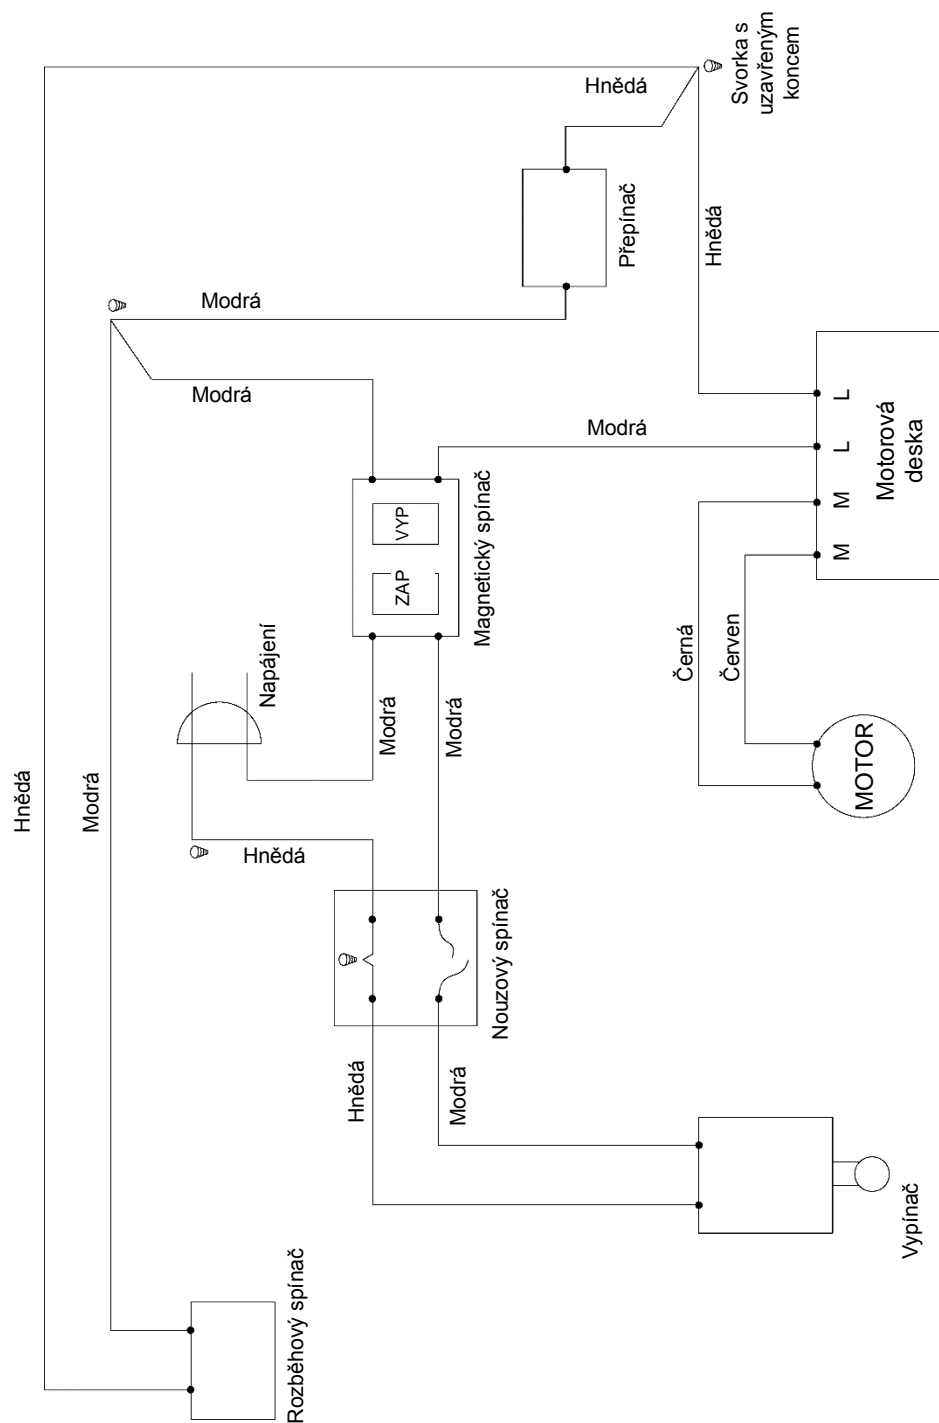 Svorka s
uzavřeným
koncem
Hnědá
Přepínač
Hnědá
Modrá
Modrá
Modrá
L
L
M
M
Motorová
deska
VYP
ZAP
Magnetický spínač
Napájení
Černá
Červen
Modrá
Modrá
MOTOR
Hnědá
Modrá
Hnědá
Nouzový spínač
Hnědá
Modrá
Vypínač
Rozběhový spínač